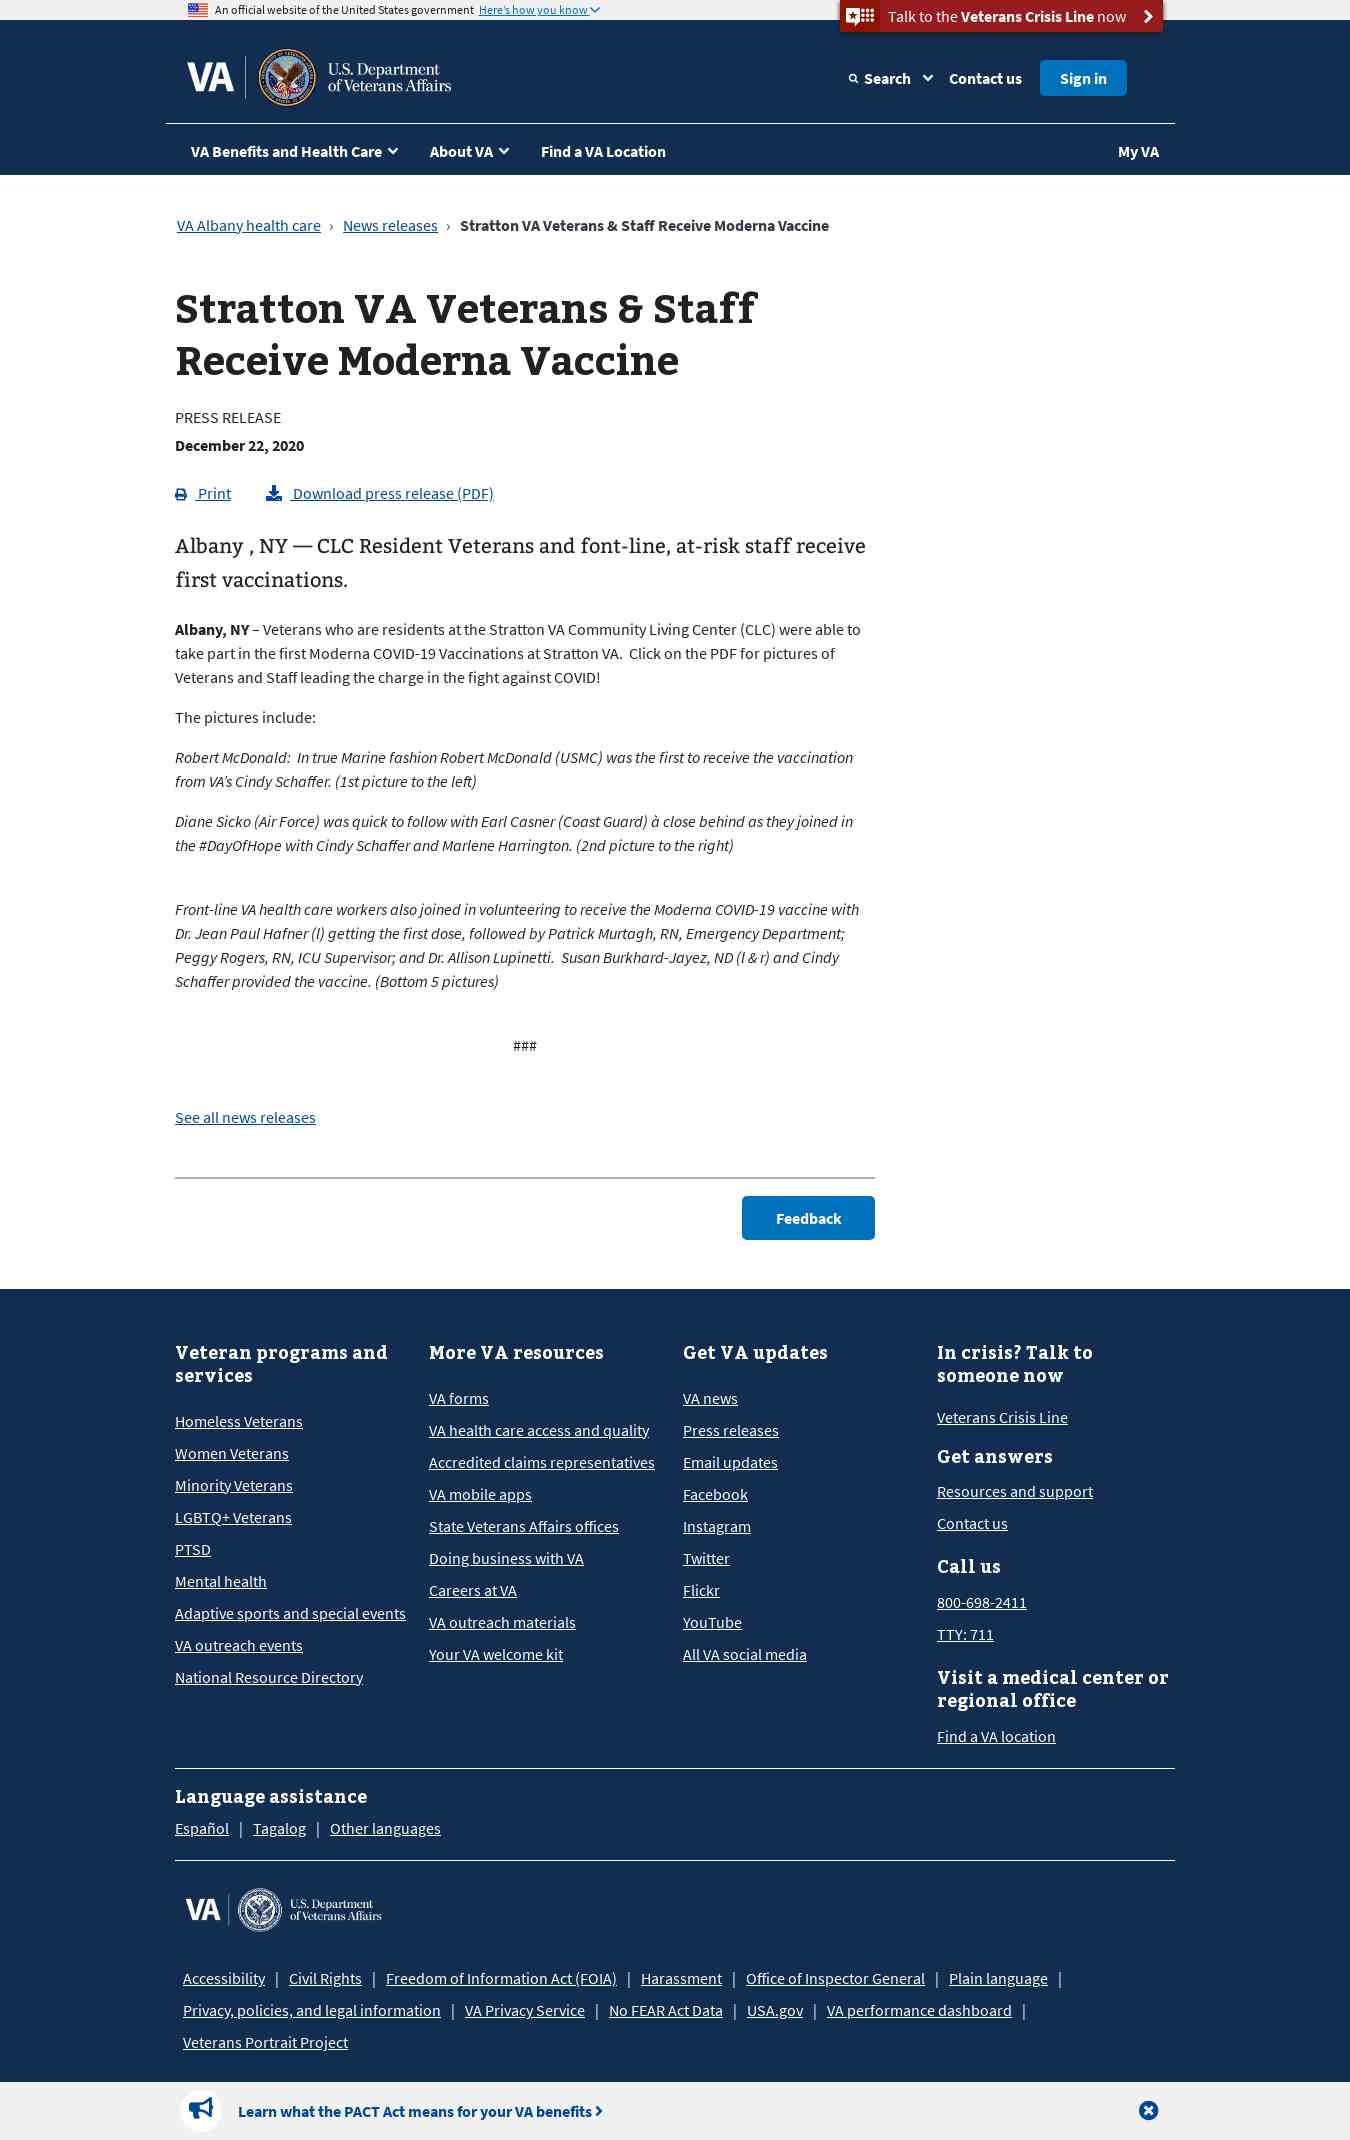 An official website of the United States government Here's how you know
Talk to the Veterans Crisis Line now
VA
U.S. Department
of Veterans Affairs
Search
Contact us
Sign in
VA Benefits and Health Care
About VA
Find a VA Location
My VA
VA Albany health care › News releases › Stratton VA Veterans & Staff Receive Moderna Vaccine
Stratton VA Veterans & Staff
Receive Moderna Vaccine
PRESS RELEASE
December 22, 2020
Print
Download press release (PDF)
Albany , NY — CLC Resident Veterans and font-line, at-risk staff receive
first vaccinations.
Albany, NY – Veterans who are residents at the Stratton VA Community Living Center (CLC) were able to
take part in the first Moderna COVID-19 Vaccinations at Stratton VA.  Click on the PDF for pictures of
Veterans and Staff leading the charge in the fight against COVID!
The pictures include:
Robert McDonald:  In true Marine fashion Robert McDonald (USMC) was the first to receive the vaccination
from VA's Cindy Schaffer. (1st picture to the left)
Diane Sicko (Air Force) was quick to follow with Earl Casner (Coast Guard) à close behind as they joined in
the #DayOfHope with Cindy Schaffer and Marlene Harrington. (2nd picture to the right)
Front-line VA health care workers also joined in volunteering to receive the Moderna COVID-19 vaccine with
Dr. Jean Paul Hafner (l) getting the first dose, followed by Patrick Murtagh, RN, Emergency Department;
Peggy Rogers, RN, ICU Supervisor; and Dr. Allison Lupinetti.  Susan Burkhard-Jayez, ND (l & r) and Cindy
Schaffer provided the vaccine. (Bottom 5 pictures)
###
See all news releases
Feedback
Veteran programs and
services
Homeless Veterans
Women Veterans
Minority Veterans
LGBTQ+ Veterans
PTSD
Mental health
Adaptive sports and special events
VA outreach events
National Resource Directory
More VA resources
VA forms
VA health care access and quality
Accredited claims representatives
VA mobile apps
State Veterans Affairs offices
Doing business with VA
Careers at VA
VA outreach materials
Your VA welcome kit
Get VA updates
VA news
Press releases
Email updates
Facebook
Instagram
Twitter
Flickr
YouTube
All VA social media
In crisis? Talk to
someone now
Veterans Crisis Line
Get answers
Resources and support
Contact us
Call us
800-698-2411
TTY: 711
Visit a medical center or
regional office
Find a VA location
Language assistance
Español | Tagalog | Other languages
VA
U.S. Department
of Veterans Affairs
Accessibility | Civil Rights | Freedom of Information Act (FOIA) | Harassment | Office of Inspector General | Plain language |
Privacy, policies, and legal information | VA Privacy Service | No FEAR Act Data | USA.gov | VA performance dashboard |
Veterans Portrait Project
Learn what the PACT Act means for your VA benefits